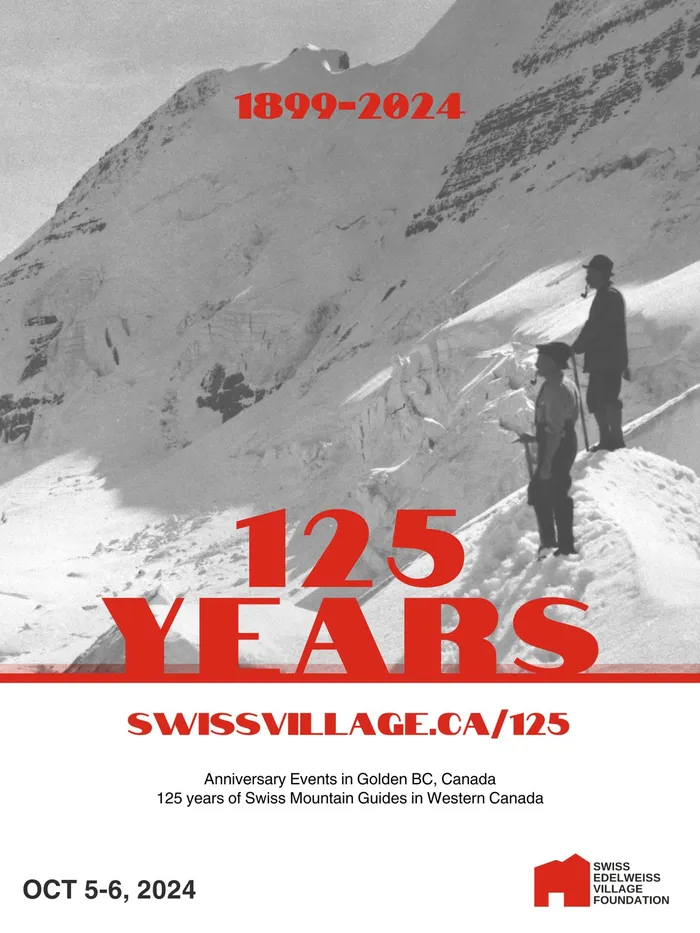 1899-2024
125
YEARS
SWISSVILLAGE.CA/125
Anniversary Events in Golden BC, Canada
125 years of Swiss Mountain Guides in Western Canada
OCT 5-6, 2024
SWISS
EDELWEISS
VILLAGE
FOUNDATION